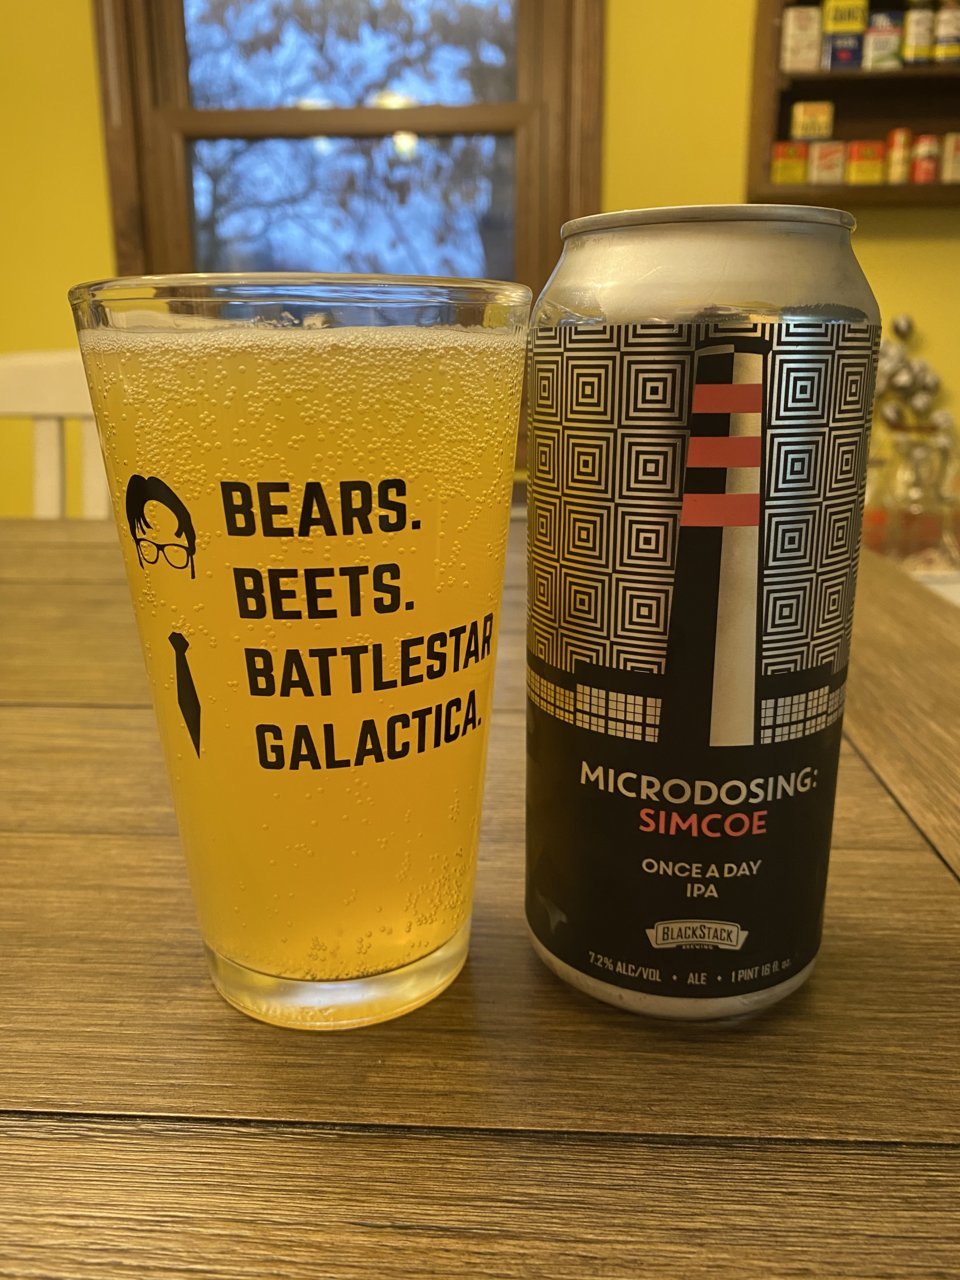 BEARS.
BEETS.
BATTLESTAR
GALACTICA.
MICRODOSING:
SIMCOE
ONCE A DAY
IPA
BLACKSTACK
BREWING
7.2% ALC/VOL • ALE • 1 PINT 16 fl. oz.